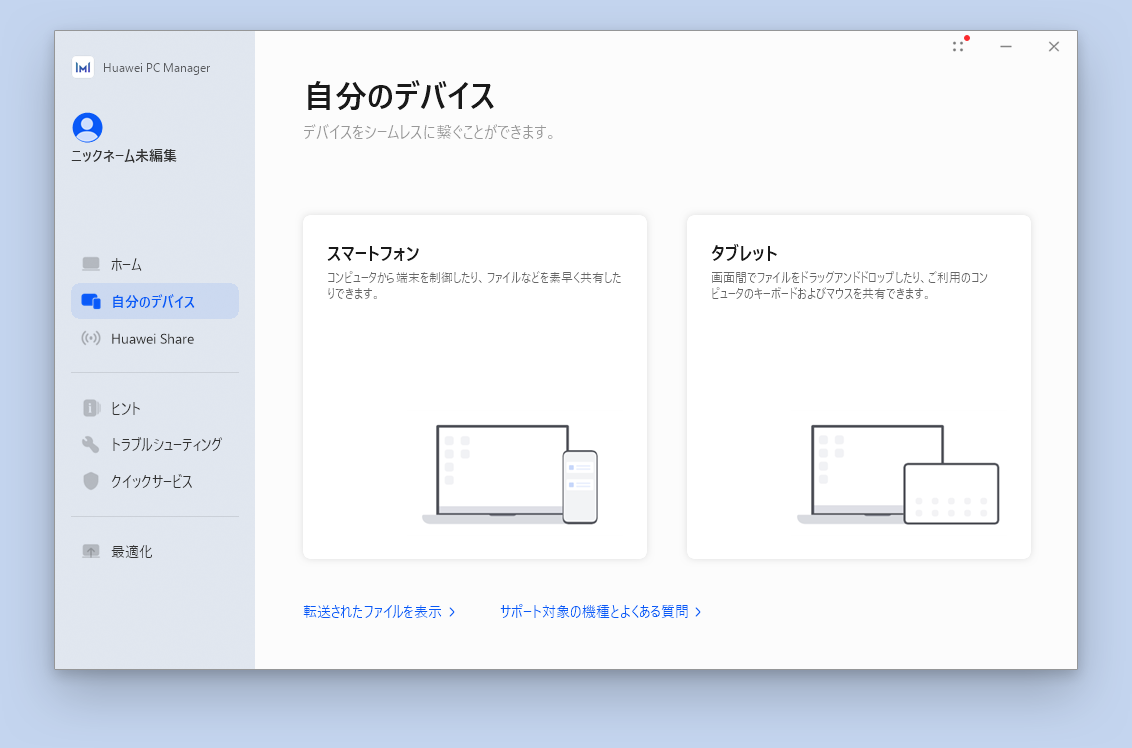 Huawei PC Manager
ニックネーム未編集
ホーム
自分のデバイス
Huawei Share
ヒント
トラブルシューティング
クイックサービス
最適化
自分のデバイス
デバイスをシームレスに繋ぐことができます。
スマートフォン
コンピュータから端末を制御したり、ファイルなどを素早く共有した
りできます。
タブレット
画面間でファイルをドラッグアンドドロップしたり、ご利用のコン
ピュータのキーボードおよびマウスを共有できます。
転送されたファイルを表示
サポート対象の機種とよくある質問